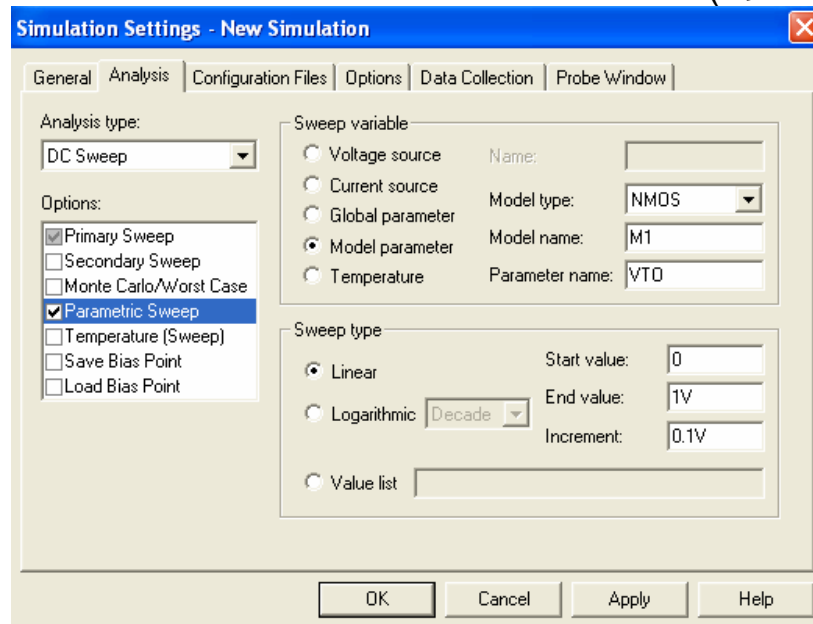 Simulation Settings - New Simulation
General Analysis Configuration Files Options Data Collection Probe Window
Analysis type:
DC Sweep
Options:
Primary Sweep
Secondary Sweep
Monte Carlo/Worst Case
Parametric Sweep
Temperature (Sweep)
Save Bias Point
Load Bias Point
Sweep variable
Voltage source
Name:
Current source
Global parameter
Model type: NMOS
Model parameter
Model name: M1
Temperature
Parameter name: VTO
Sweep type
Linear
Start value: 0
Logarithmic Decade
End value: 1V
Increment: 0.1V
Value list
OK Cancel Apply Help